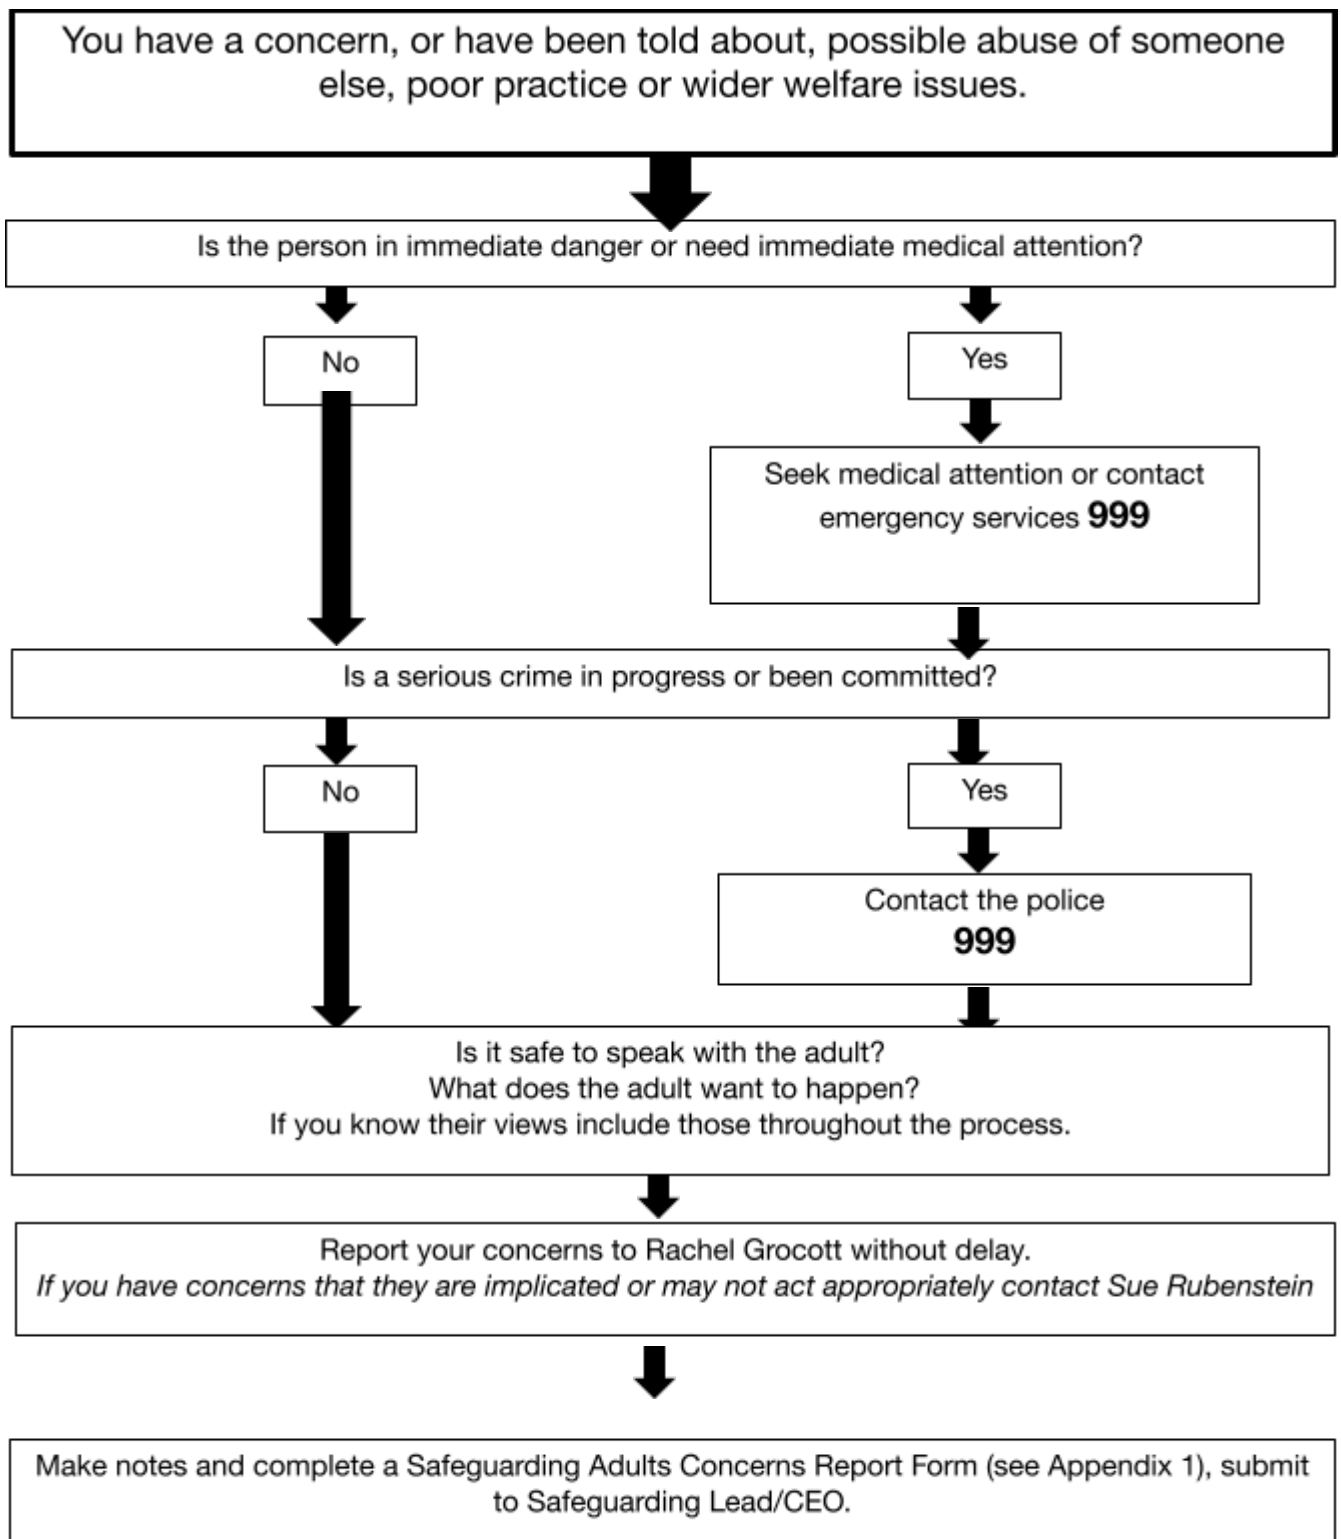 You have a concern, or have been told about, possible abuse of someone
else, poor practice or wider welfare issues.
Is the person in immediate danger or need immediate medical attention?
No
Yes
Seek medical attention or contact
emergency services 999
Is a serious crime in progress or been committed?
No
Yes
Contact the police
999
Is it safe to speak with the adult?
What does the adult want to happen?
If you know their views include those throughout the process.
Report your concerns to Rachel Grocott without delay.
If you have concerns that they are implicated or may not act appropriately contact Sue Rubenstein
Make notes and complete a Safeguarding Adults Concerns Report Form (see Appendix 1), submit
to Safeguarding Lead/CEO.